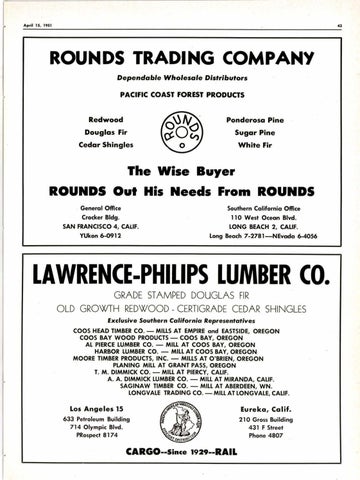 April 15, 1951 43
ROUNDS TRADING COMPANY
Dependable Wholesale Distributors
PACIFIC COAST FOREST PRODUCTS
Redwood
Douglas Fir
Cedar Shingles
ROUNDS
Ponderosa Pine
Sugar Pine
White Fir
The Wise Buyer
ROUNDS Out His Needs From ROUNDS
General Office
Crocker Bldg.
SAN FRANCISCO 4, CALIF.
YUkon 6-0912
Southern California Office
110 West Ocean Blvd.
LONG BEACH 2, CALIF.
Long Beach 7-2781—NEvada 6-4056
LAWRENCE-PHILIPS LUMBER CO.
GRADE STAMPED DOUGLAS FIR
OLD GROWTH REDWOOD - CERTIGRADE CEDAR SHINGLES
Exclusive Southern California Representatives
COOS HEAD TIMBER CO. — MILLS AT EMPIRE and EASTSIDE, OREGON
COOS BAY WOOD PRODUCTS — COOS BAY, OREGON
AL PIERCE LUMBER CO. — MILL AT COOS BAY, OREGON
HARBOR LUMBER CO. — MILL AT COOS BAY, OREGON
MOORE TIMBER PRODUCTS, INC. — MILLS AT O'BRIEN, OREGON
PLANING MILL AT GRANT PASS, OREGON
T. M. DIMMICK CO. — MILL AT PIERCY, CALIF.
A. A. DIMMICK LUMBER CO. — MILL AT MIRANDA, CALIF.
SAGINAW TIMBER CO. — MILL AT ABERDEEN, WN.
LONGVALE TRADING CO. — MILL AT LONGVALE, CALIF.
Los Angeles 15
633 Petroleum Building
714 Olympic Blvd.
PRospect 8174
Eureka, Calif.
210 Gross Building
431 F Street
Phone 4807
CARGO--Since 1929--RAIL